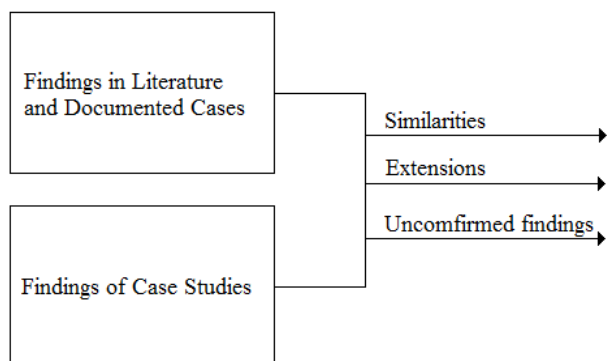 Findings in Literature
and Documented Cases
Similarities
Extensions
Uncomfirmed findings
Findings of Case Studies